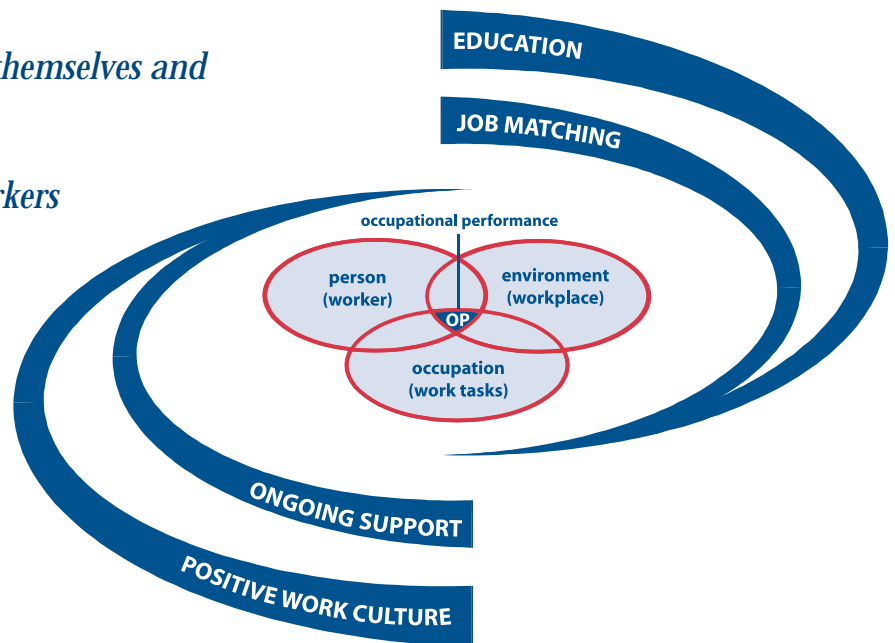 themselves and
EDUCATION
JOB MATCHING
occupational performance
person
(worker)
environment
(workplace)
OP
occupation
(work tasks)
ONGOING SUPPORT
POSITIVE WORK CULTURE